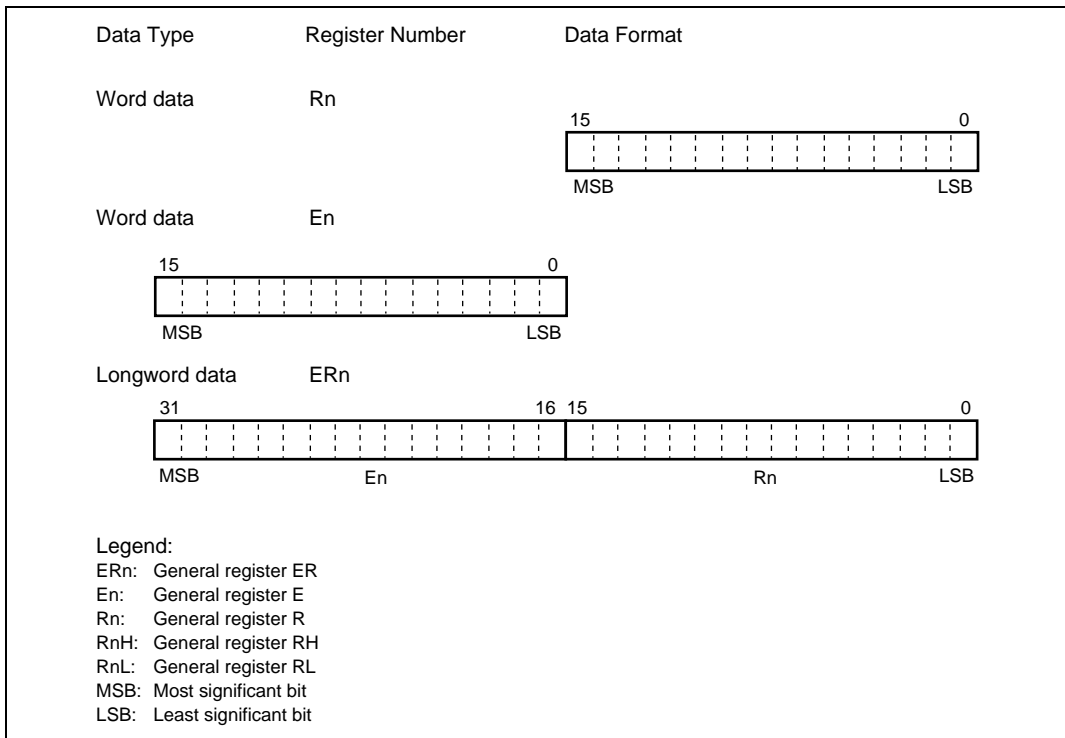 Data Type Register Number Data Format
Word data Rn
15 0
MSB LSB
Word data En
15 0
MSB LSB
Longword data ERn
31 16 15 0
MSB En Rn LSB
Legend:
ERn: General register ER
En: General register E
Rn: General register R
RnH: General register RH
RnL: General register RL
MSB: Most significant bit
LSB: Least significant bit